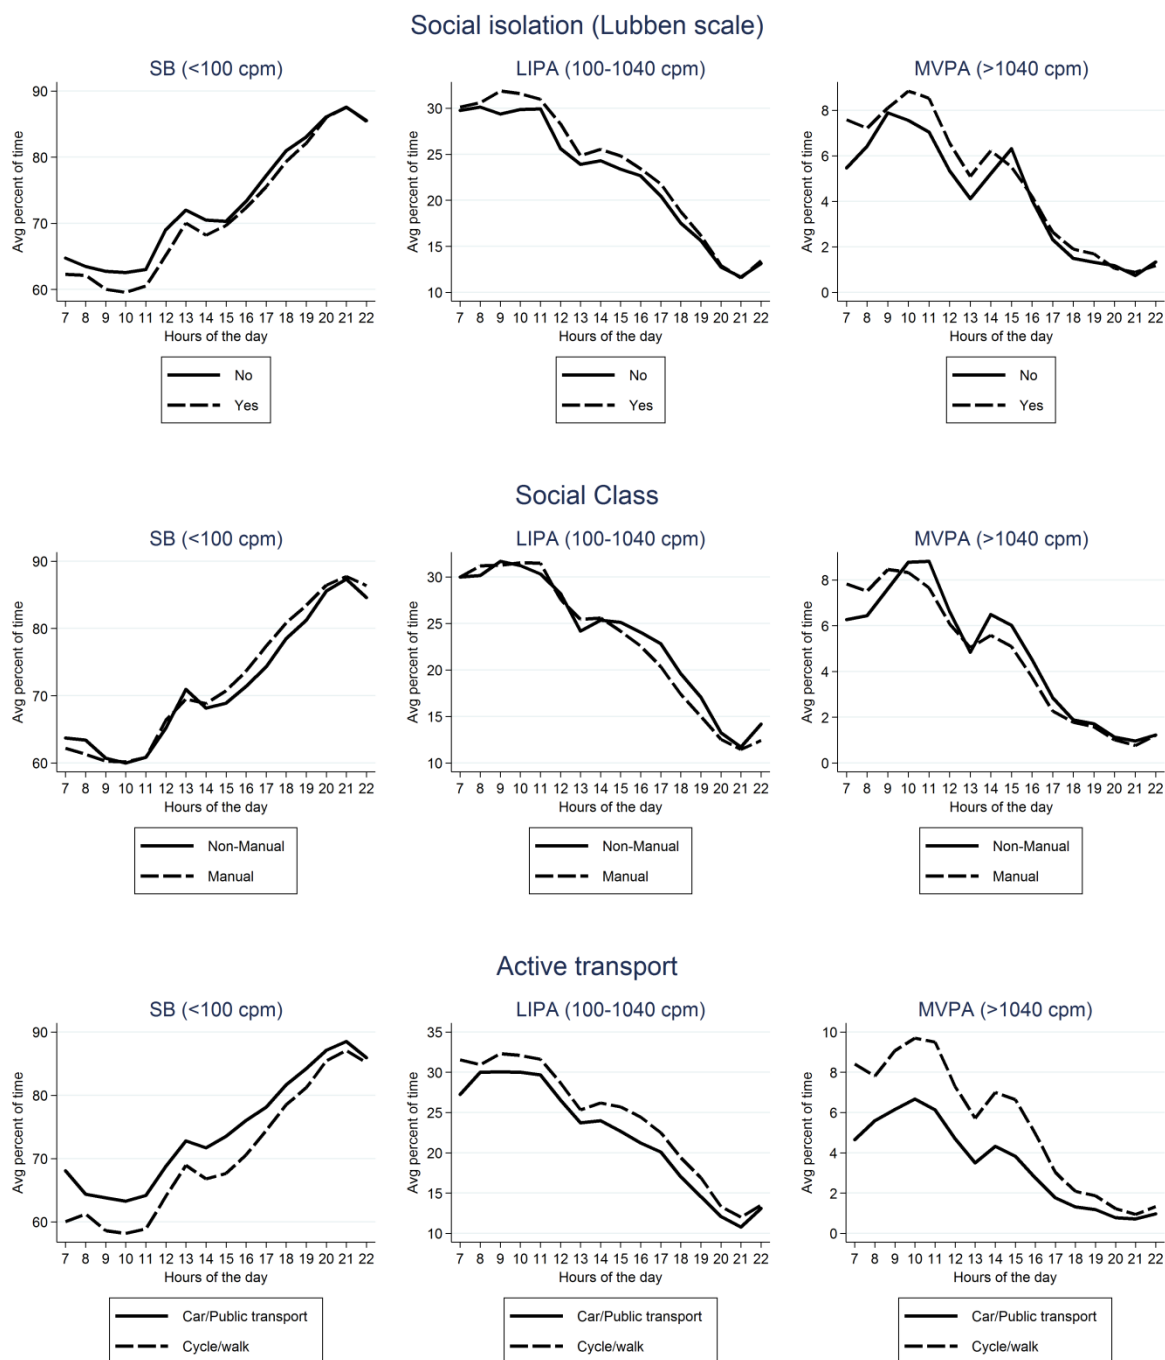 Social isolation (Lubben scale)
SB (<100 cpm)
LIPA (100-1040 cpm)
MVPA (>1040 cpm)
Avg percent of time
90
80
70
60
7 8 9 10 11 12 13 14 15 16 17 18 19 20 21 22
Hours of the day
No
Yes
Avg percent of time
30
25
20
15
10
7 8 9 10 11 12 13 14 15 16 17 18 19 20 21 22
Hours of the day
No
Yes
Avg percent of time
8
6
4
2
0
7 8 9 10 11 12 13 14 15 16 17 18 19 20 21 22
Hours of the day
No
Yes
Social Class
SB (<100 cpm)
LIPA (100-1040 cpm)
MVPA (>1040 cpm)
Avg percent of time
90
80
70
60
7 8 9 10 11 12 13 14 15 16 17 18 19 20 21 22
Hours of the day
Non-Manual
Manual
Avg percent of time
30
25
20
15
10
7 8 9 10 11 12 13 14 15 16 17 18 19 20 21 22
Hours of the day
Non-Manual
Manual
Avg percent of time
8
6
4
2
0
7 8 9 10 11 12 13 14 15 16 17 18 19 20 21 22
Hours of the day
Non-Manual
Manual
Active transport
SB (<100 cpm)
LIPA (100-1040 cpm)
MVPA (>1040 cpm)
Avg percent of time
90
80
70
60
7 8 9 10 11 12 13 14 15 16 17 18 19 20 21 22
Hours of the day
Car/Public transport
Cycle/walk
Avg percent of time
35
30
25
20
15
10
7 8 9 10 11 12 13 14 15 16 17 18 19 20 21 22
Hours of the day
Car/Public transport
Cycle/walk
Avg percent of time
10
8
6
4
2
0
7 8 9 10 11 12 13 14 15 16 17 18 19 20 21 22
Hours of the day
Car/Public transport
Cycle/walk